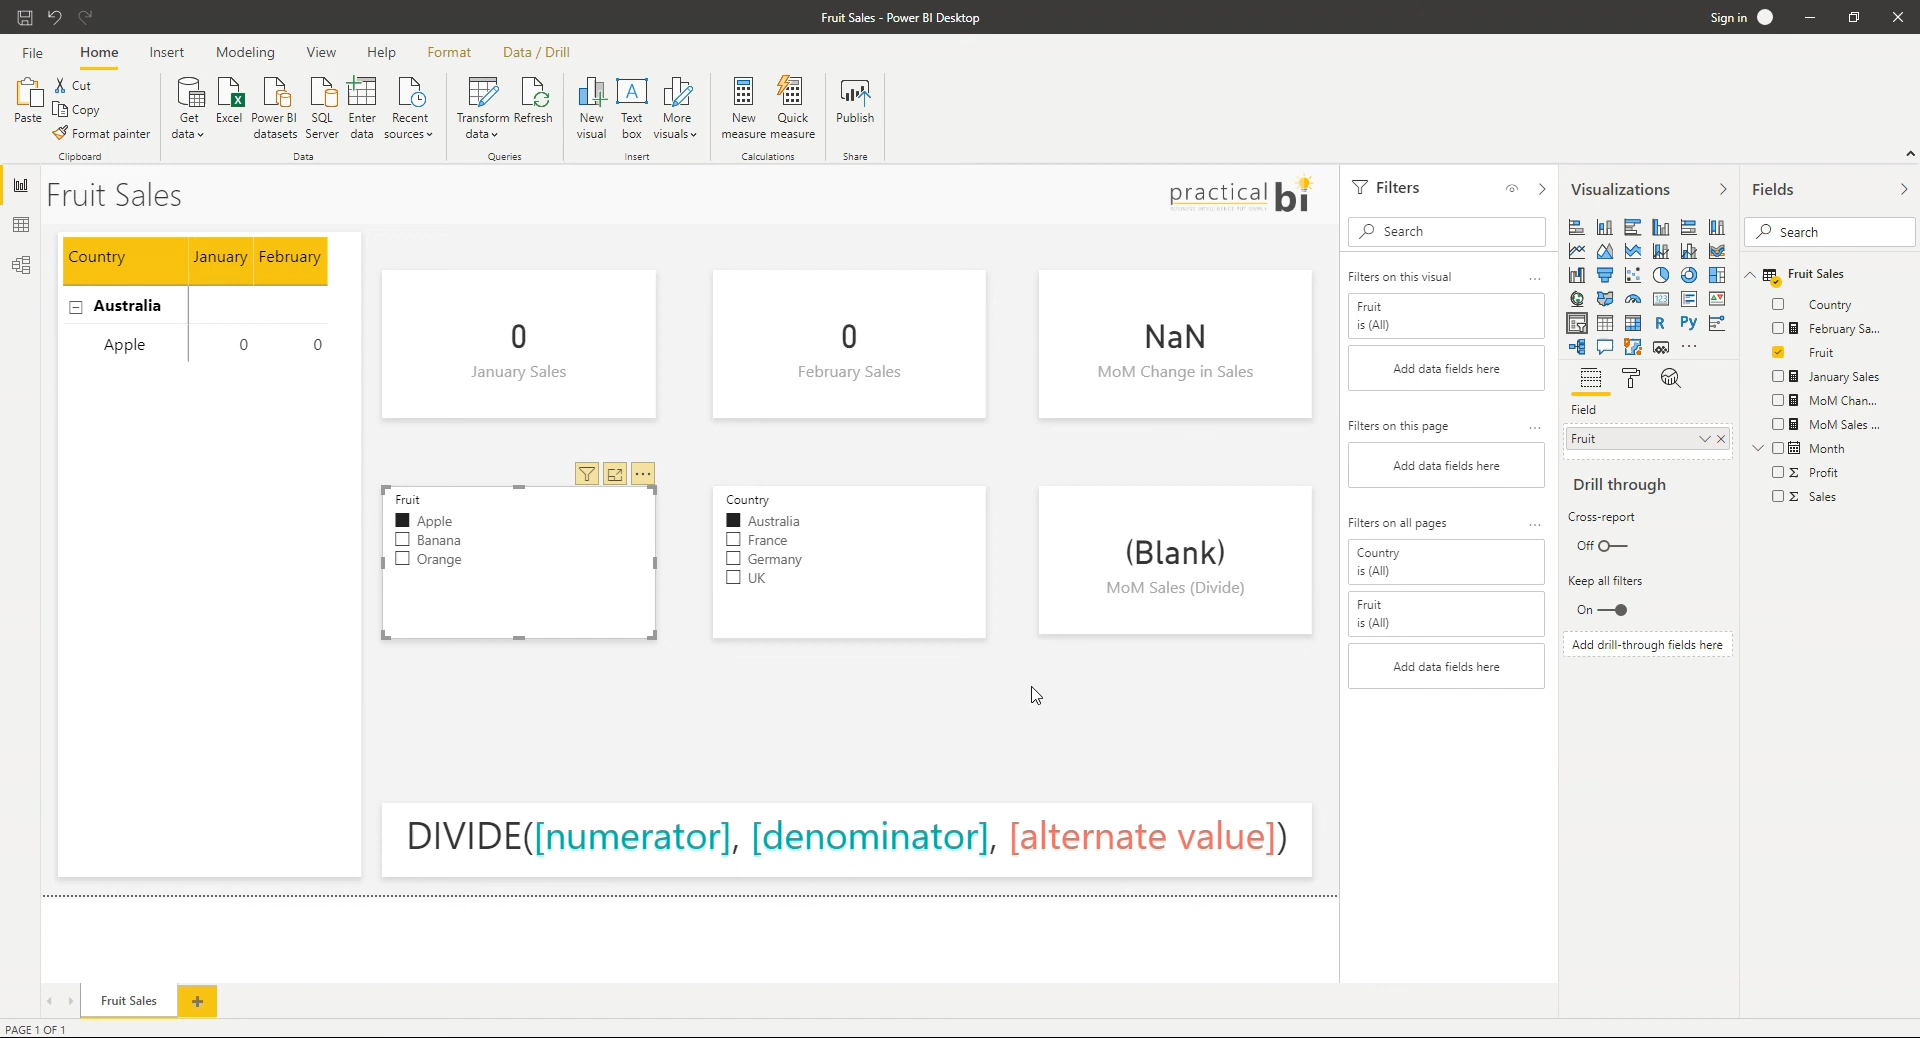 Fruit Sales - Power BI Desktop
Sign in
File
Home
Insert
Modeling
View
Help
Format
Data / Drill
Paste
Cut
Copy
Format painter
Clipboard
Get data
Excel
Power BI datasets
SQL Server
Enter data
Recent sources
Data
Transform data
Refresh
Queries
New visual
Text box
More visuals
Insert
New measure
Quick measure
Calculations
Publish
Share
Fruit Sales
practical bi
Country January February
Australia
Apple 0 0
0
January Sales
0
February Sales
NaN
MoM Change in Sales
Fruit
Apple
Banana
Orange
Country
Australia
France
Germany
UK
(Blank)
MoM Sales (Divide)
DIVIDE([numerator], [denominator], [alternate value])
Filters
Search
Filters on this visual ...
Fruit
is (All)
Add data fields here
Filters on this page ...
Add data fields here
Filters on all pages ...
Country
is (All)
Fruit
is (All)
Add data fields here
Visualizations
R
Py
...
Field
Fruit
Drill through
Cross-report
Off
Keep all filters
On
Add drill-through fields here
Fields
Search
Fruit Sales
Country
February Sa...
Fruit
January Sales
MoM Chan...
MoM Sales ...
Month
Profit
Sales
Fruit Sales
PAGE 1 OF 1